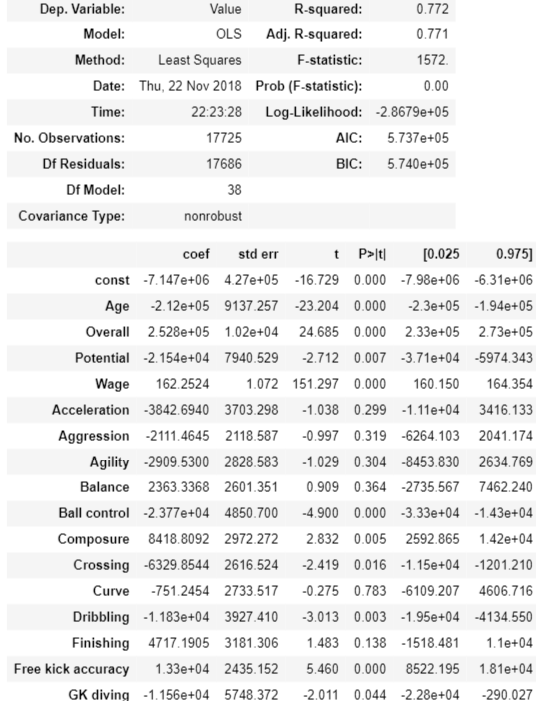 Dep. Variable: Value R-squared: 0.772
Model: OLS Adj. R-squared: 0.771
Method: Least Squares F-statistic: 1572.
Date: Thu, 22 Nov 2018 Prob (F-statistic): 0.00
Time: 22:23:28 Log-Likelihood: -2.8679e+05
No. Observations: 17725 AIC: 5.737e+05
Df Residuals: 17686 BIC: 5.740e+05
Df Model: 38
Covariance Type: nonrobust
coef std err t P>|t| [0.025 0.975]
const -7.147e+06 4.27e+05 -16.729 0.000 -7.98e+06 -6.31e+06
Age -2.12e+05 9137.257 -23.204 0.000 -2.3e+05 -1.94e+05
Overall 2.528e+05 1.02e+04 24.685 0.000 2.33e+05 2.73e+05
Potential -2.154e+04 7940.529 -2.712 0.007 -3.71e+04 -5974.343
Wage 162.2524 1.072 151.297 0.000 160.150 164.354
Acceleration -3842.6940 3703.298 -1.038 0.299 -1.11e+04 3416.133
Aggression -2111.4645 2118.587 -0.997 0.319 -6264.103 2041.174
Agility -2909.5300 2828.583 -1.029 0.304 -8453.830 2634.769
Balance 2363.3368 2601.351 0.909 0.364 -2735.567 7462.240
Ball control -2.377e+04 4850.700 -4.900 0.000 -3.33e+04 -1.43e+04
Composure 8418.8092 2972.272 2.832 0.005 2592.865 1.42e+04
Crossing -6329.8544 2616.524 -2.419 0.016 -1.15e+04 -1201.210
Curve -751.2454 2733.517 -0.275 0.783 -6109.207 4606.716
Dribbling -1.183e+04 3927.410 -3.013 0.003 -1.95e+04 -4134.550
Finishing 4717.1905 3181.306 1.483 0.138 -1518.481 1.1e+04
Free kick accuracy 1.33e+04 2435.152 5.460 0.000 8522.195 1.81e+04
GK diving -1.156e+04 5748.372 -2.011 0.044 -2.28e+04 -290.027